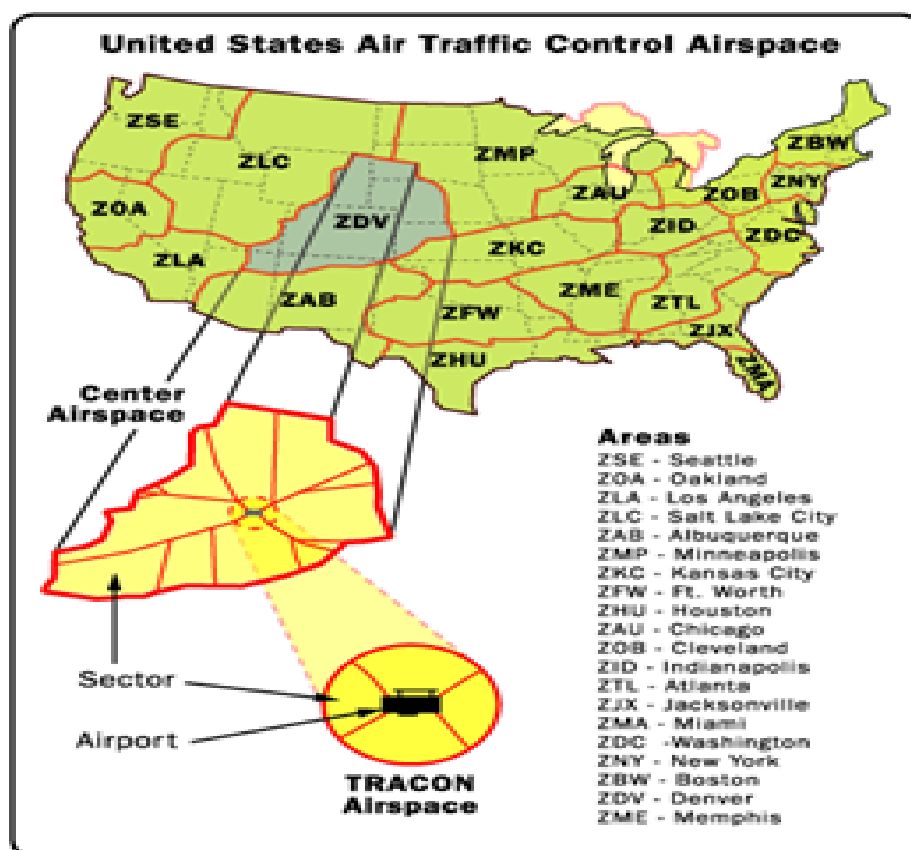 United States Air Traffic Control Airspace
ZSE
ZLC
ZMP
ZBW
ZOA
ZDV
ZAU
ZOB
ZNY
ZLA
ZKC
ZID
ZDC
ZAB
ZFW
ZME
ZTL
ZHU
ZJX
ZMA
Center
Airspace
Sector
Airport
TRACON
Airspace
Areas
ZSE - Seattle
ZOA - Oakland
ZLA - Los Angeles
ZLC - Salt Lake City
ZAB - Albuquerque
ZMP - Minneapolis
ZKC - Kansas City
ZFW - Ft. Worth
ZHU - Houston
ZAU - Chicago
ZOB - Cleveland
ZID - Indianapolis
ZTL - Atlanta
ZJX - Jacksonville
ZMA - Miami
ZDC -Washington
ZNY - New York
ZBW - Boston
ZDV - Denver
ZME - Memphis